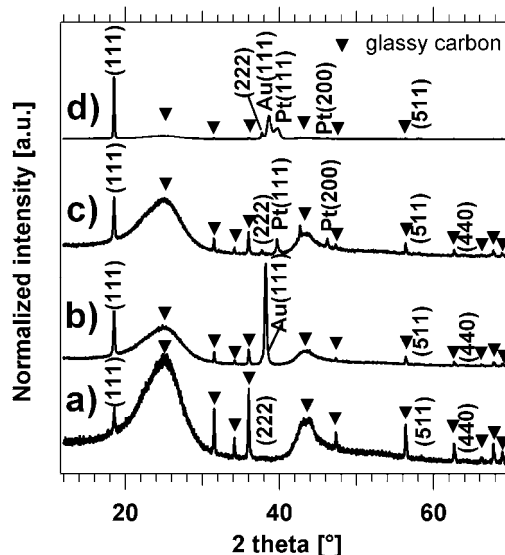 ▼ glassy carbon
d)
(111)
(222)
Au(111)
Pt(111)
Pt(200)
(511)
c)
(111)
(222)
Pt(111)
Pt(200)
(511)
(440)
b)
(111)
Au(111)
(511)
(440)
a)
(111)
(222)
(511)
(440)
Normalized intensity [a.u.]
20
40
60
2 theta [°]